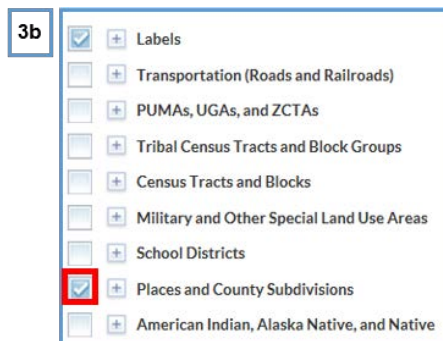 3b
Labels
Transportation (Roads and Railroads)
PUMAs, UGAs, and ZCTAs
Tribal Census Tracts and Block Groups
Census Tracts and Blocks
Military and Other Special Land Use Areas
School Districts
Places and County Subdivisions
American Indian, Alaska Native, and Native